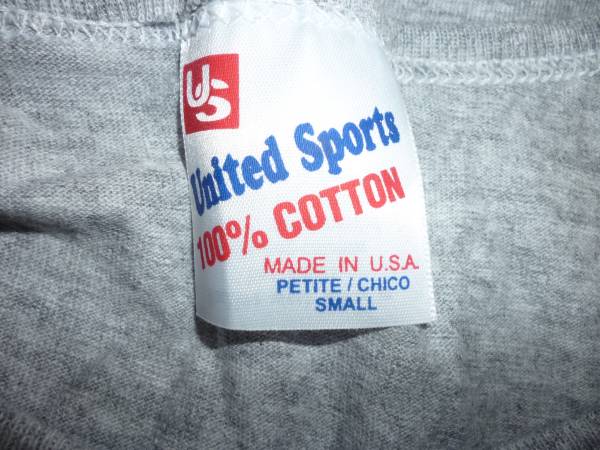 US
United Sports
100% COTTON
MADE IN U.S.A.
PETITE / CHICO
SMALL